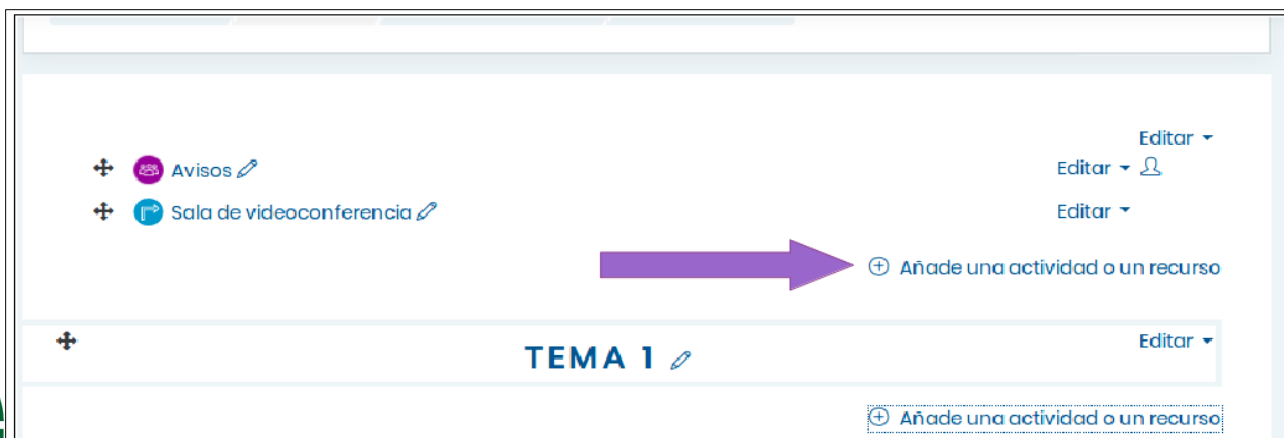 Editar
Avisos Editar
Sala de videoconferencia Editar
Añade una actividad o un recurso
TEMA 1 Editar
Añade una actividad o un recurso